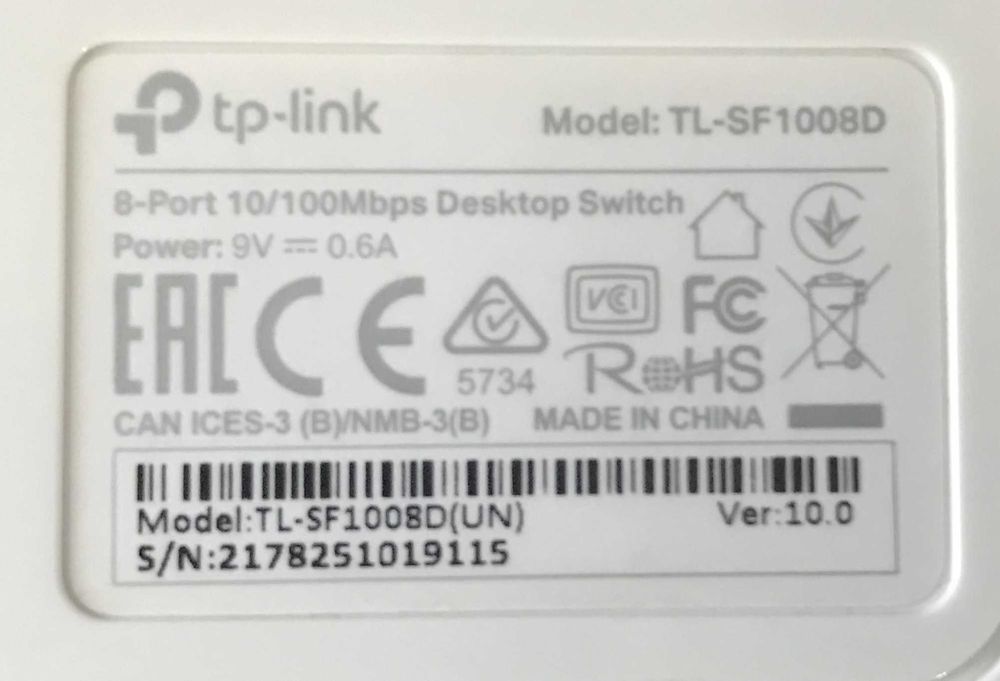 tp-link
Model: TL-SF1008D
8-Port 10/100Mbps Desktop Switch
Power: 9V ⎓ 0.6A
EAC CE 5734 VCI FC RoHS
CAN ICES-3 (B)/NMB-3(B) MADE IN CHINA
Model:TL-SF1008D(UN) Ver:10.0
S/N:2178251019115